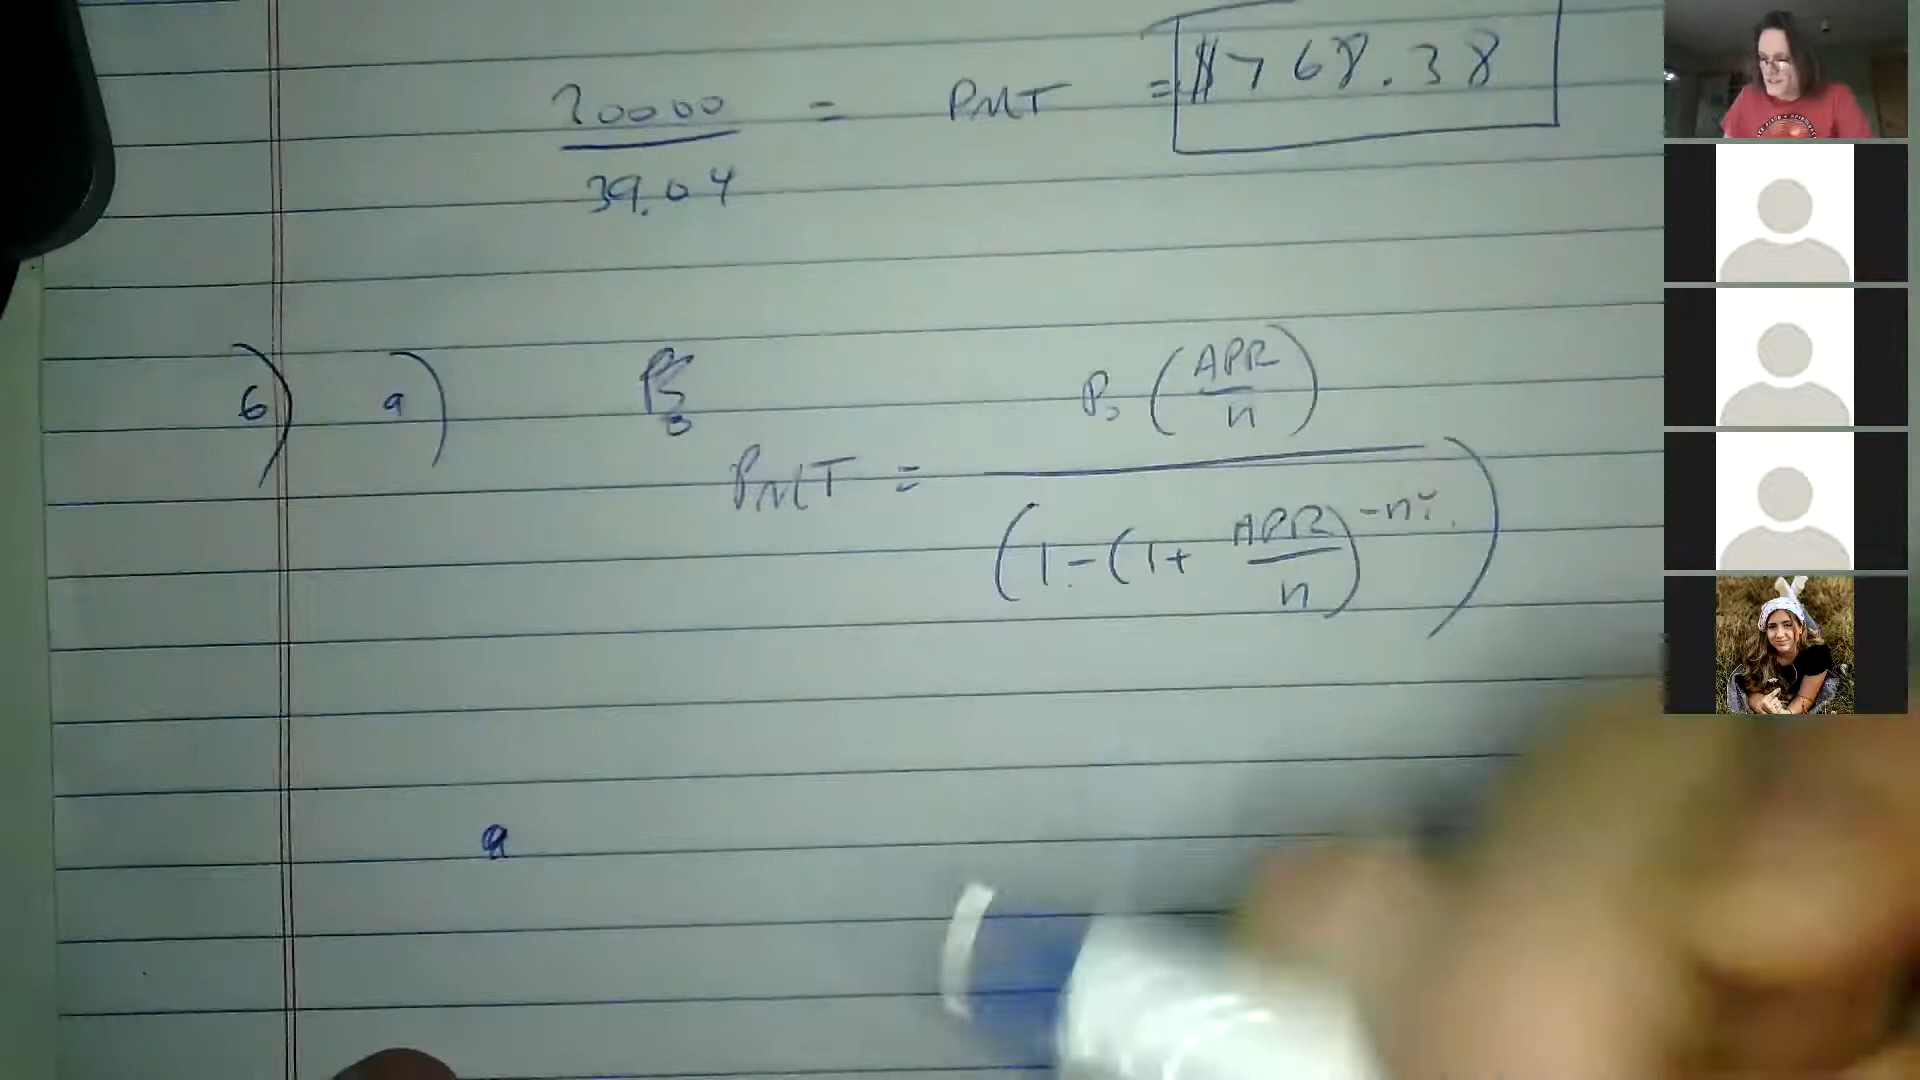 20000 = PMT = $768.38
39.04
6) a) P0
P0 (APR/n)
PMT =
(1-(1+ APR/n)^-nY)
a